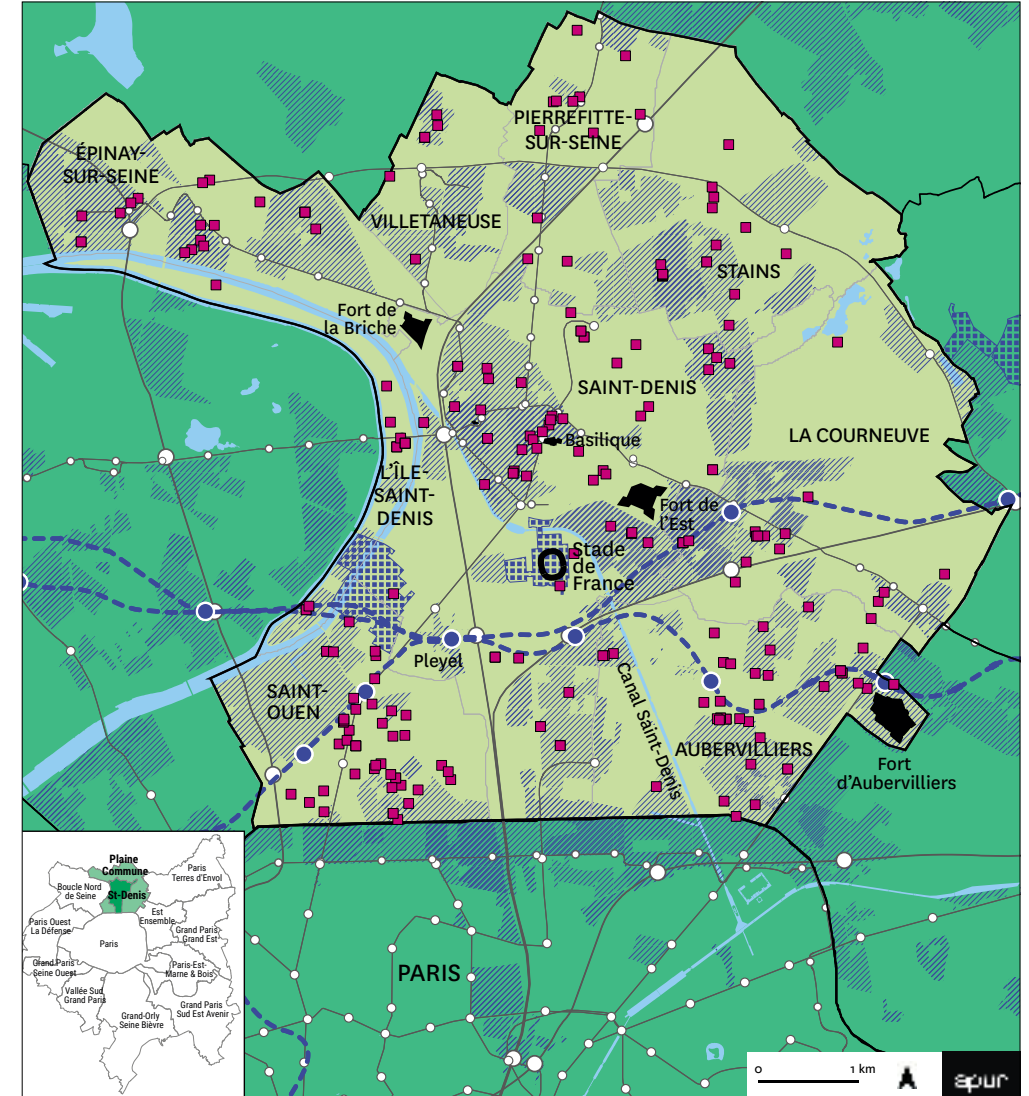 PIERREFITTE-
SUR-SEINE
ÉPINAY-
SUR-SEINE
VILLETANEUSE
STAINS
Fort de
la Briche
SAINT-DENIS
LA COURNEUVE
Basilique
L'ÎLE-
SAINT-
DENIS
Fort de
l'Est
Stade
de
France
Pleyel
SAINT-
OUEN
Canal Saint-Denis
AUBERVILLIERS
Fort
d'Aubervilliers
PARIS
Plaine
Commune
Paris
Terres d'Envol
Boucle Nord
de Seine
St-Denis
Est
Ensemble
Paris Ouest
La Défense
Grand Paris
Grand Est
Paris
Grand Paris
Seine Ouest
Paris-Est-
Marne & Bois
Vallée Sud
Grand Paris
Grand-Orly
Seine Bièvre
Grand Paris
Sud Est Avenir
0 1 km
apur